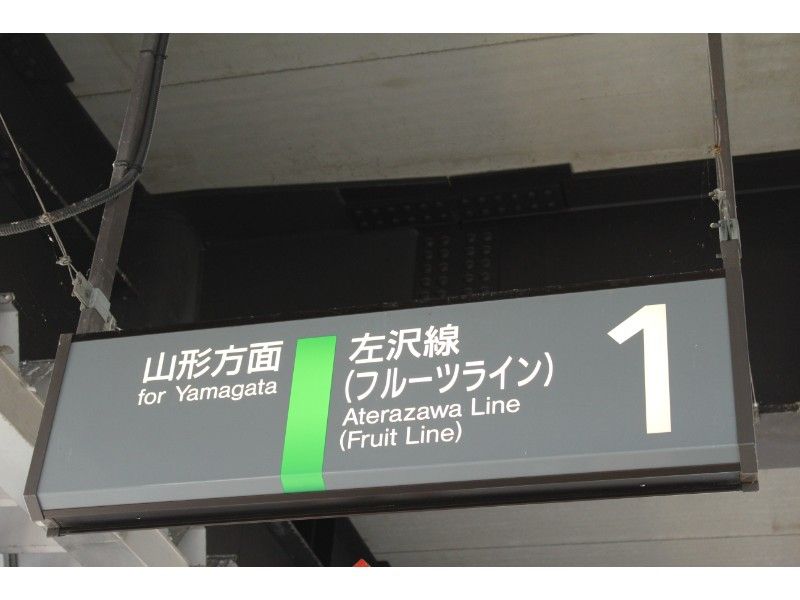 山形方面
for Yamagata
左沢線
(フルーツライン)
Aterazawa Line
(Fruit Line)
1